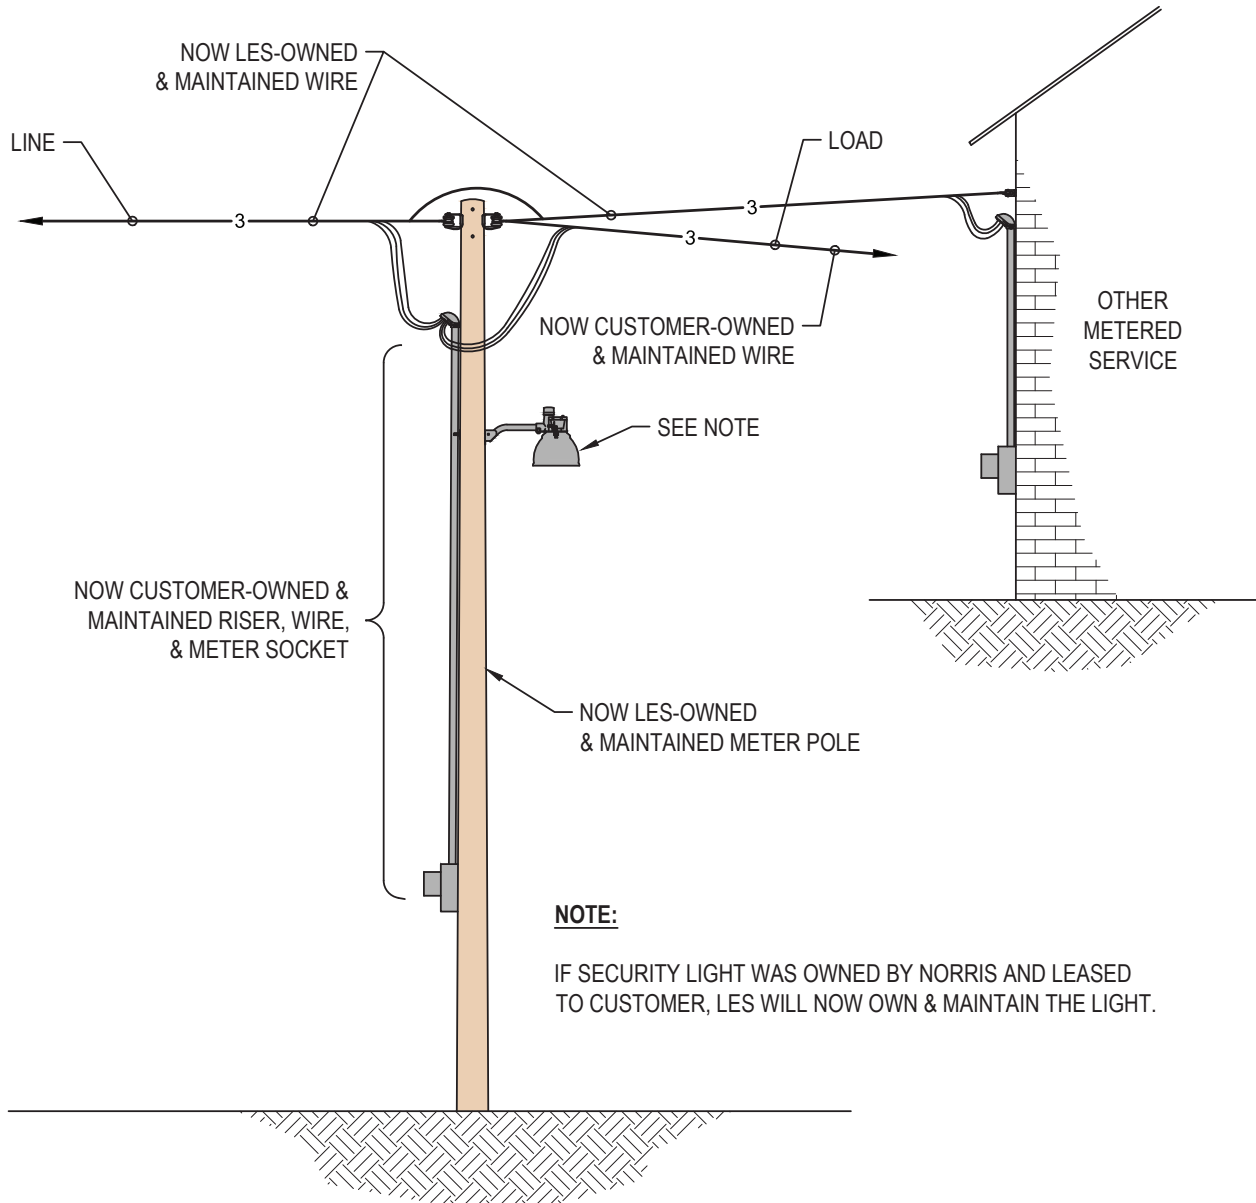 NOW LES-OWNED
& MAINTAINED WIRE
LINE
LOAD
3
3
3
NOW CUSTOMER-OWNED
& MAINTAINED WIRE
OTHER
METERED
SERVICE
SEE NOTE
NOW CUSTOMER-OWNED &
MAINTAINED RISER, WIRE,
& METER SOCKET
NOW LES-OWNED
& MAINTAINED METER POLE
NOTE:
IF SECURITY LIGHT WAS OWNED BY NORRIS AND LEASED
TO CUSTOMER, LES WILL NOW OWN & MAINTAIN THE LIGHT.